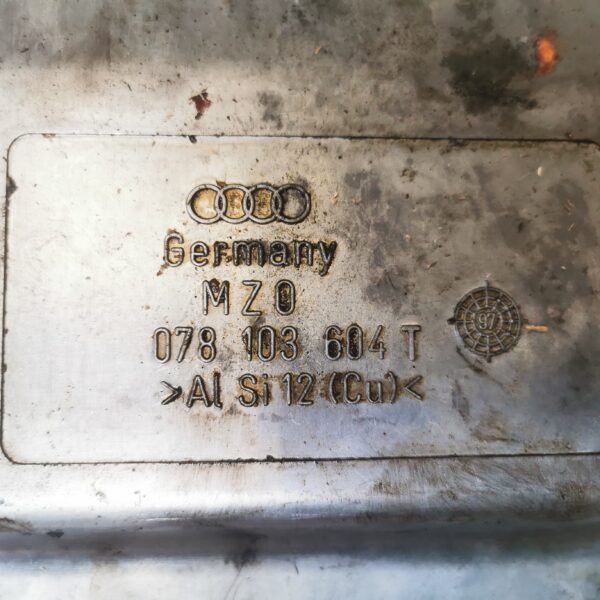 Germany
MZO
078 103 604 T
>Al Si 12 (Cu)<
97